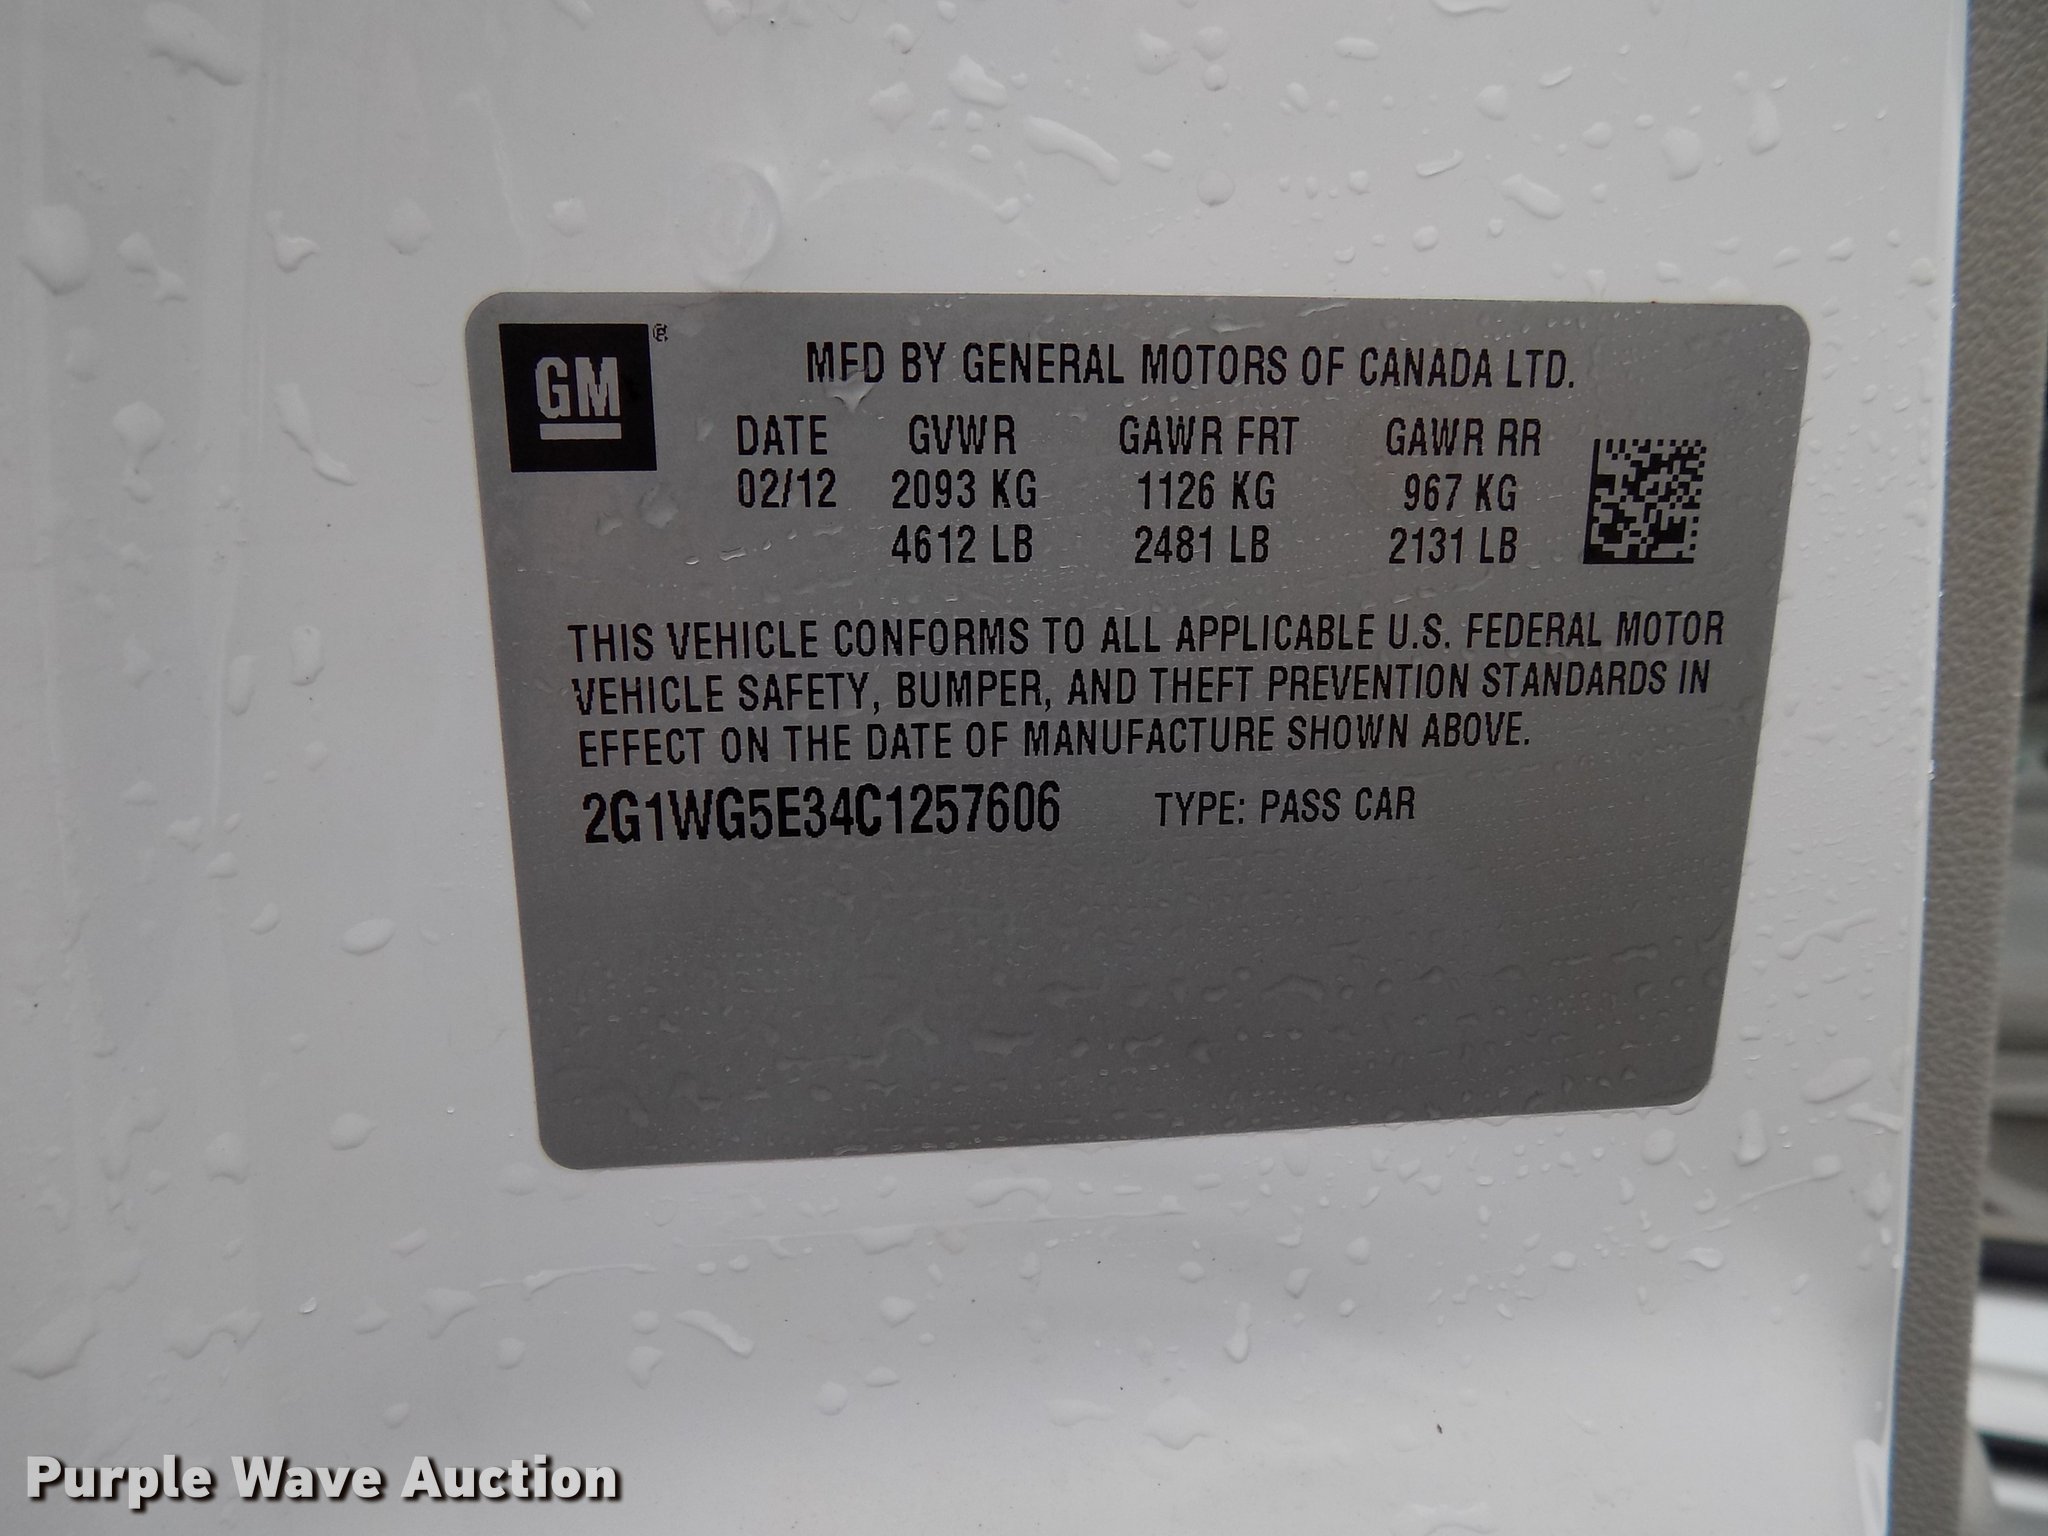 GM ®
MFD BY GENERAL MOTORS OF CANADA LTD.
DATE GVWR GAWR FRT GAWR RR
02/12 2093 KG 1126 KG 967 KG
4612 LB 2481 LB 2131 LB
THIS VEHICLE CONFORMS TO ALL APPLICABLE U.S. FEDERAL MOTOR
VEHICLE SAFETY, BUMPER, AND THEFT PREVENTION STANDARDS IN
EFFECT ON THE DATE OF MANUFACTURE SHOWN ABOVE.
2G1WG5E34C1257606 TYPE: PASS CAR
Purple Wave Auction